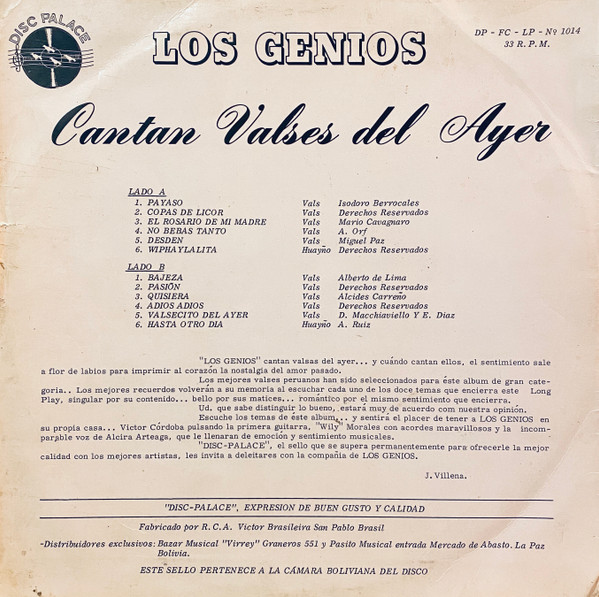 DISC PALACE
LOS GENIOS
DP - FC - LP - Nº 1014
33 R. P. M.
Cantan Valses del Ayer
LADO A
1. PAYASO Vals Isodoro Berrocales
2. COPAS DE LICOR Vals Derechos Reservados
3. EL ROSARIO DE MI MADRE Vals Mario Cavagnaro
4. NO BEBAS TANTO Vals A. Orf
5. DESDEN Vals Miguel Paz
6. WIPHAYLALITA Huayño Derechos Reservados
LADO B
1. BAJEZA Vals Alberto de Lima
2. PASIÓN Vals Derechos Reservados
3. QUISIERA Vals Alcides Carreño
4. ADIOS ADIOS Vals Derechos Reservados
5. VALSECITO DEL AYER Vals D. Macchiaviello Y E. Diaz
6. HASTA OTRO DIA Huayño A. Ruiz
"LOS GENIOS" cantan valsas del ayer... y cuándo cantan ellos, el sentimiento sale
a flor de labios para imprimir al corazón la nostalgia del amor pasado.
Los mejores valses peruanos han sido seleccionados para éste album de gran cate-
goria.. Los mejores recuerdos volverán a su memoria al escuchar cada uno de los doce temas que encierra este Long
Play, singular por su contenido... bello por sus matices... romántico por el mismo sentimiento que encierra.
Ud. que sabe distinguir lo bueno, estará muy de acuerdo com nuestra opinión.
Escuche los temas de éste álbum... y sentira el placer de tener a LOS GENIOS en
su propia casa... Victor Córdoba pulsando la primera guitarra, "Wily" Morales con acordes maravillosos y la incom-
parable voz de Alcira Arteaga, que le llenaran de emoción y sentimiento musicales.
"DISC-PALACE", el sello que se supera permanentemente para ofrecerle la mejor
calidad con los mejores artistas, les invita a deleitares con la compañia de LOS GENIOS.
J. Villena.
"DISC-PALACE", EXPRESION DE BUEN GUSTO Y CALIDAD
Fabricado por R.C.A. Victor Brasileira San Pablo Brasil
-Distribuidores exclusivos: Bazar Musical "Virrey" Graneros 551 y Pasito Musical entrada Mercado de Abasto. La Paz
Bolivia.
ESTE SELLO PERTENECE A LA CÁMARA BOLIVIANA DEL DISCO